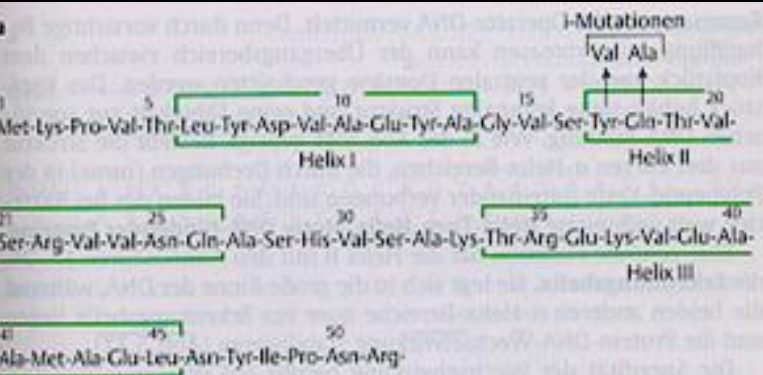 a
i-Mutationen
Val Ala
1 5 10 15 20
Met-Lys-Pro-Val-Thr-Leu-Tyr-Asp-Val-Ala-Glu-Tyr-Ala-Gly-Val-Ser-Tyr-Gln-Thr-Val-
Helix I Helix II
21 25 30 35 40
Ser-Arg-Val-Val-Asn-Gln-Ala-Ser-His-Val-Ser-Ala-Lys-Thr-Arg-Glu-Lys-Val-Glu-Ala-
Helix III
41 45 50
Ala-Met-Ala-Glu-Leu-Asn-Tyr-Ile-Pro-Asn-Arg-